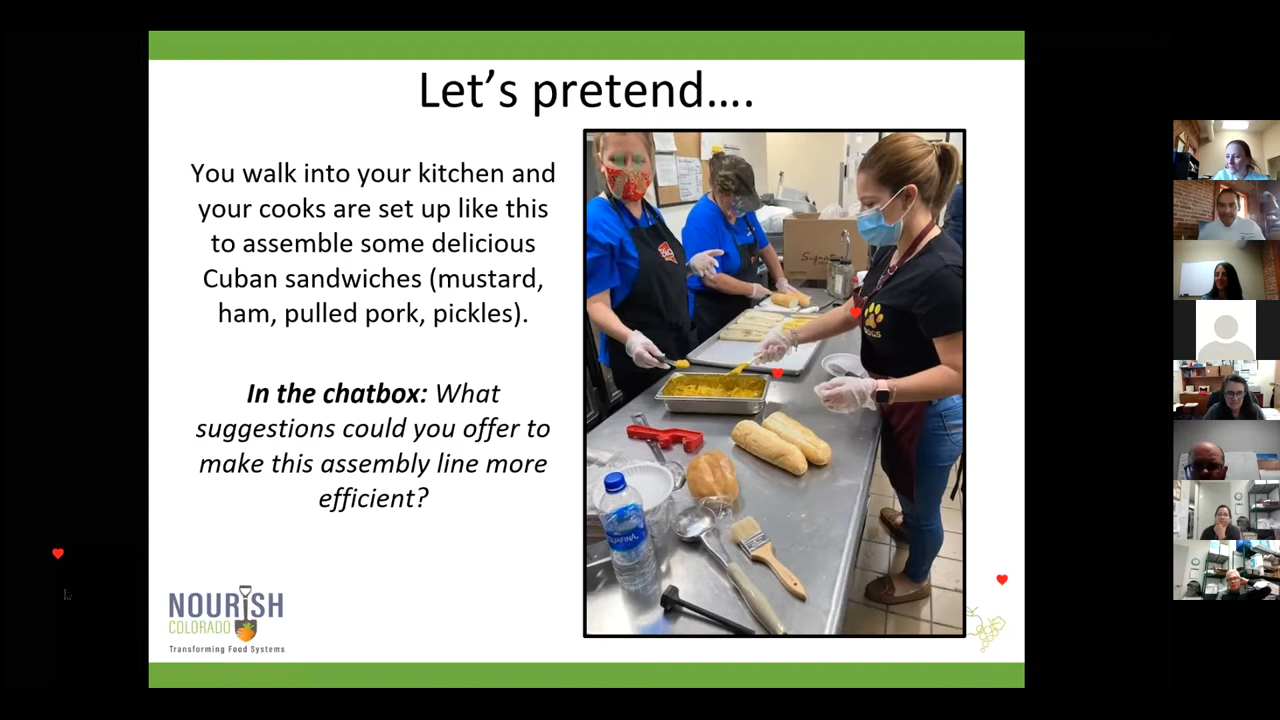 Let's pretend….
You walk into your kitchen and
your cooks are set up like this
to assemble some delicious
Cuban sandwiches (mustard,
ham, pulled pork, pickles).
In the chatbox: What
suggestions could you offer to
make this assembly line more
efficient?
NOURISH
COLORADO
Transforming Food Systems
Signature
AQUAFINA